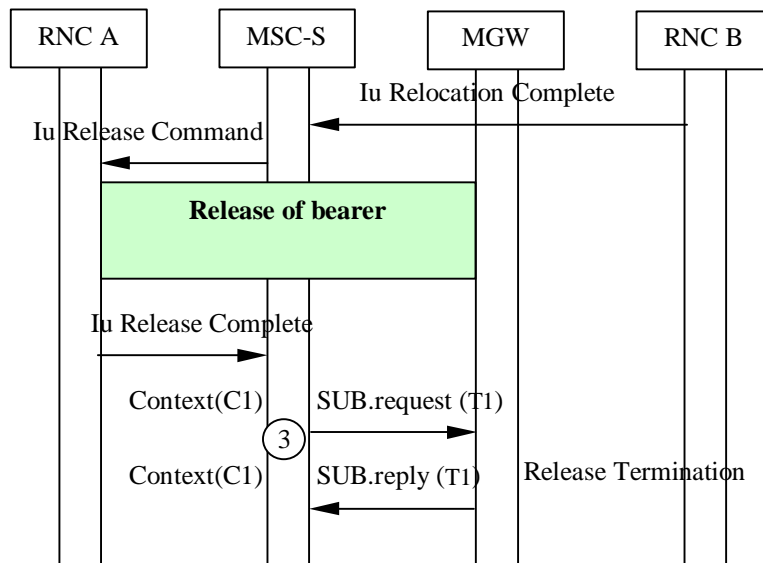 RNC A MSC-S MGW RNC B
Iu Relocation Complete
Iu Release Command
Release of bearer
Iu Release Complete
Context(C1) SUB.request (T1)
3
Context(C1) SUB.reply (T1) Release Termination